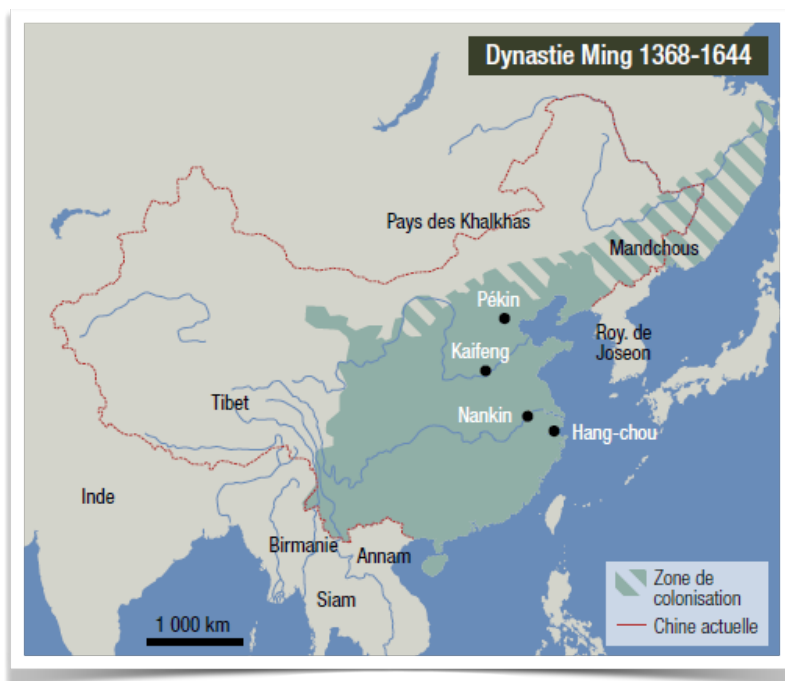 Dynastie Ming 1368-1644
Pays des Khalkhas
Mandchous
Pékin
Roy. de
Joseon
Kaifeng
Tibet
Nankin
Hang-chou
Inde
Birmanie
Annam
Siam
Zone de
colonisation
Chine actuelle
1 000 km